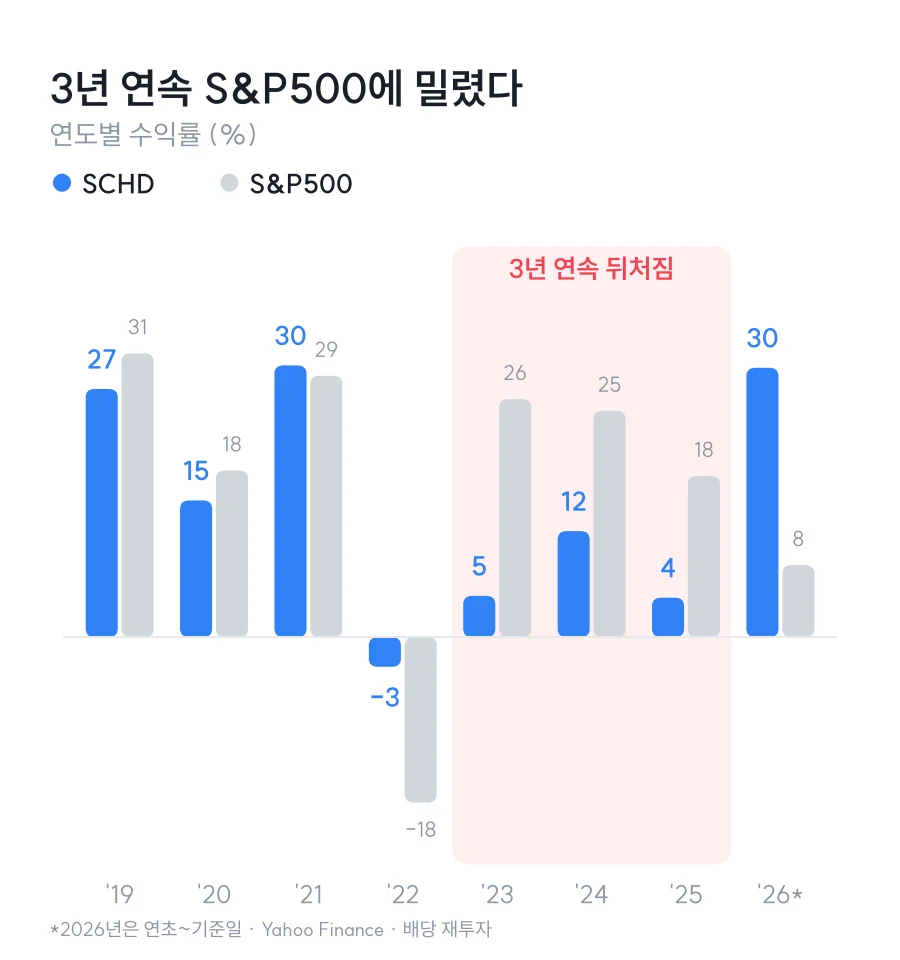 3년 연속 S&P500에 밀렸다
연도별 수익률 (%)
SCHD S&P500
3년 연속 뒤처짐
27 31
15 18
30 29
−3 −18
5 26
12 25
4 18
30 8
'19 '20 '21 '22 '23 '24 '25 '26*
*2026년은 연초~기준일 · Yahoo Finance · 배당 재투자